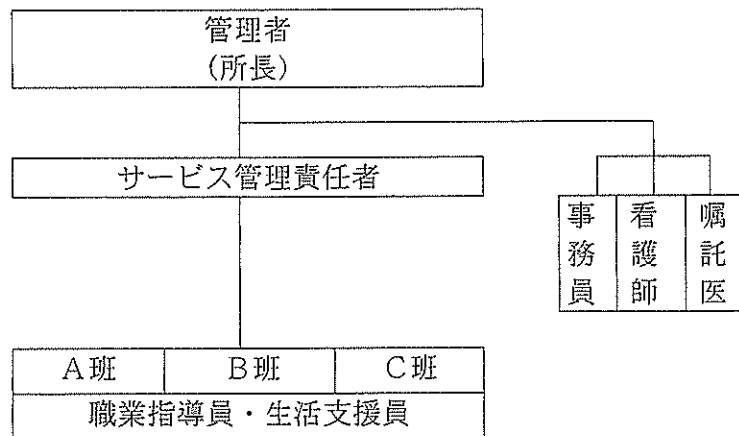 管理者
(所長)
サービス管理責任者
事務員
看護師
嘱託医
A班
B班
C班
職業指導員・生活支援員